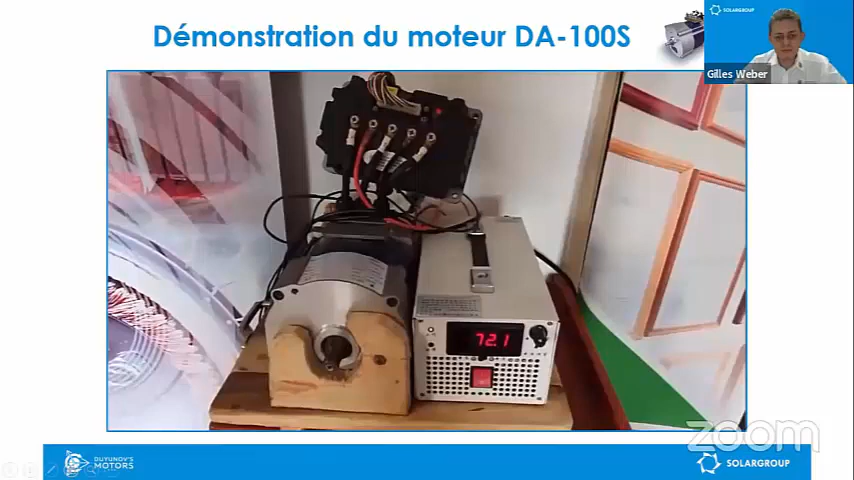 Démonstration du moteur DA-100S
SOLARGROUP
Gilles Weber
72.1
zoom
DUYUNOV'S
MOTORS
SOLARGROUP